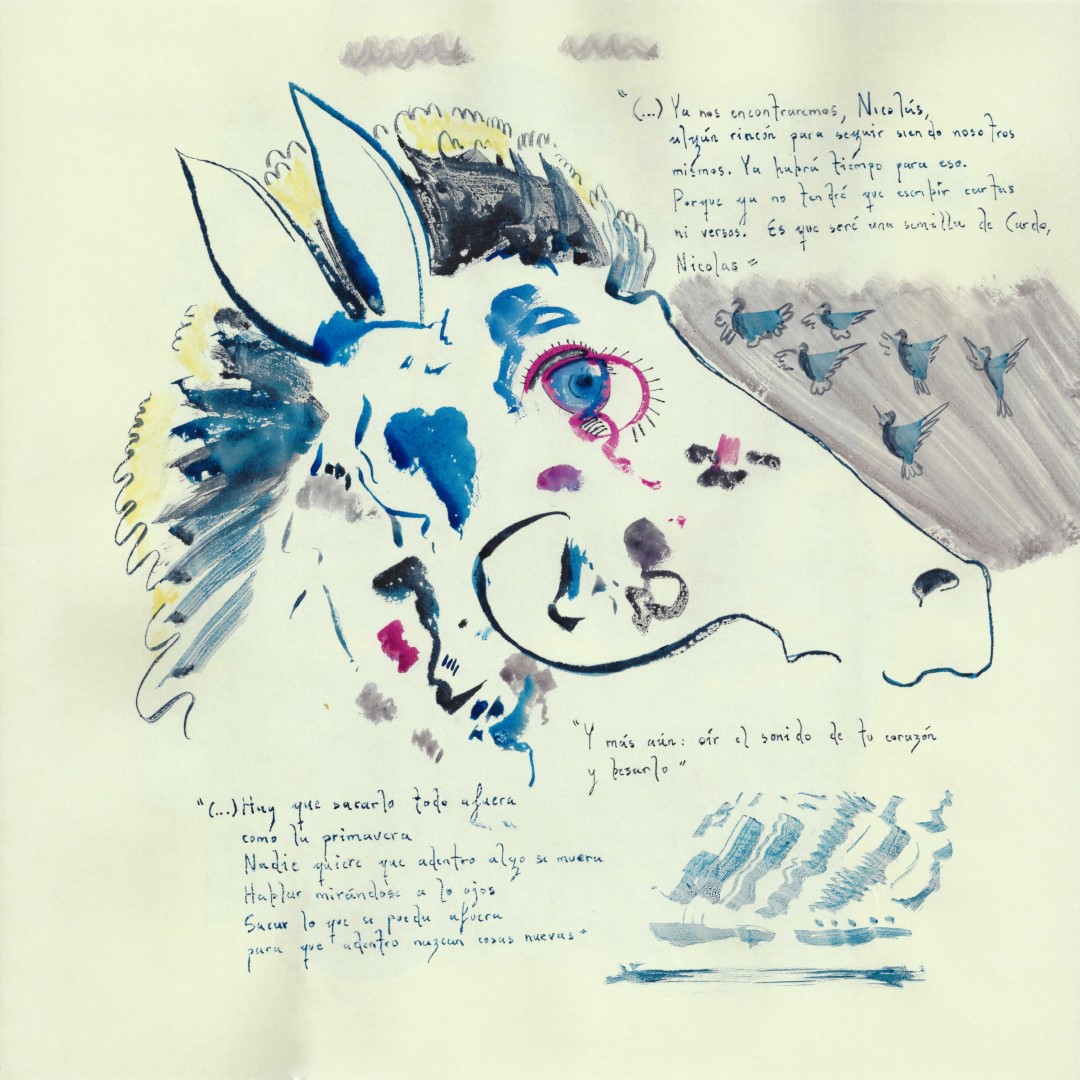 "(...) Ya nos encontraremos, Nicolás,
algún rincón para seguir siendo nosotros
mismos. Ya habrá tiempo para eso.
Porque ya no tendré que escribir cartas
ni versos. Es que seré una semilla de Cardo,
Nicolas"
"Y más aún: oír el sonido de tu corazón
y besarlo"
"(...) Hay que sacarlo todo afuera
como la primavera
Nadie quiere que adentro algo se muera
Hablar mirándose a lo ojos
Sacar lo que se pueda afuera
para que adentro nazcan cosas nuevas"